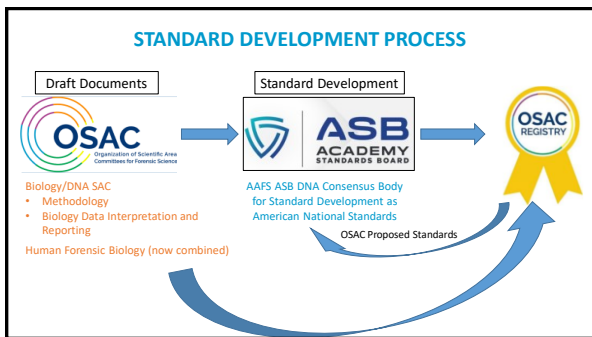 STANDARD DEVELOPMENT PROCESS
Draft Documents
OSAC
Organization of Scientific Area
Committees for Forensic Science
Biology/DNA SAC
• Methodology
• Biology Data Interpretation and
Reporting
Human Forensic Biology (now combined)
Standard Development
ASB
ACADEMY
STANDARDS BOARD
AAFS ASB DNA Consensus Body
for Standard Development as
American National Standards
OSAC Proposed Standards
OSAC
REGISTRY